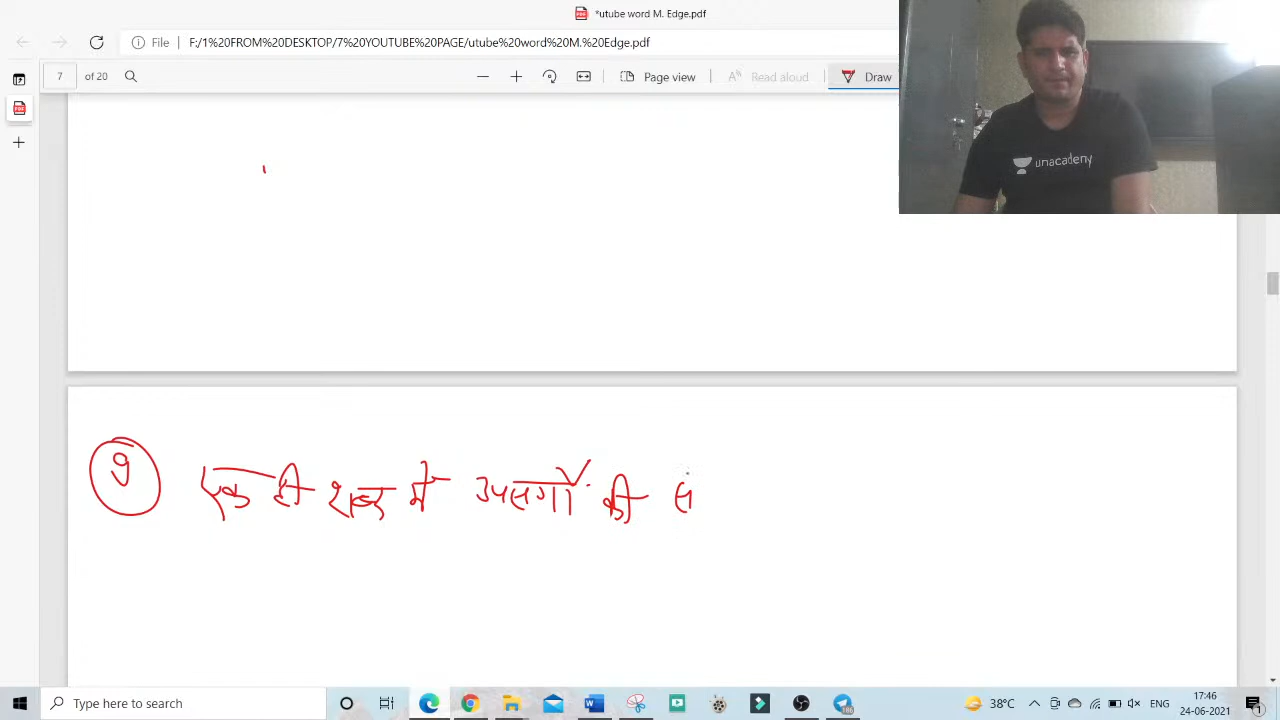 *utube word M. Edge.pdf
File F:/1%20FROM%20DESKTOP/7%20YOUTUBE%20PAGE/utube%20word%20M.%20Edge.pdf
7 of 20 Page view Read aloud Draw
unacademy
9 एक ही शब्द में उपसर्गों की स
Type here to search 38°C ENG 17:46
24-06-2021